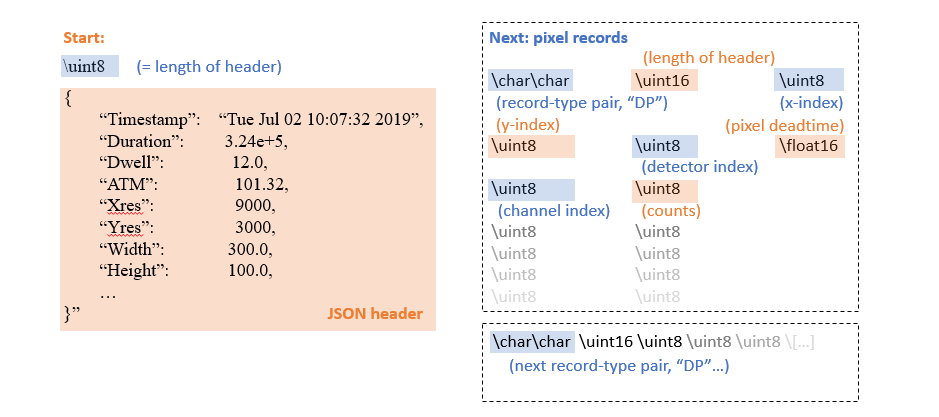 Start:
\uint8 (= length of header)
{
“Timestamp”: “Tue Jul 02 10:07:32 2019”,
“Duration”: 3.24e+5,
“Dwell”: 12.0,
“ATM”: 101.32,
“Xres”: 9000,
“Yres”: 3000,
“Width”: 300.0,
“Height”: 100.0,
…
}”
JSON header
Next: pixel records
(length of header)
\char\char \uint16 \uint8
(record-type pair, “DP”) (x-index)
(y-index) (pixel deadtime)
\uint8 \uint8 \float16
(detector index)
\uint8 \uint8
(channel index) (counts)
\uint8 \uint8
\uint8 \uint8
\uint8 \uint8
\uint8 \uint8
\char\char \uint16 \uint8 \uint8 \uint8 \[…]
(next record-type pair, “DP”…)